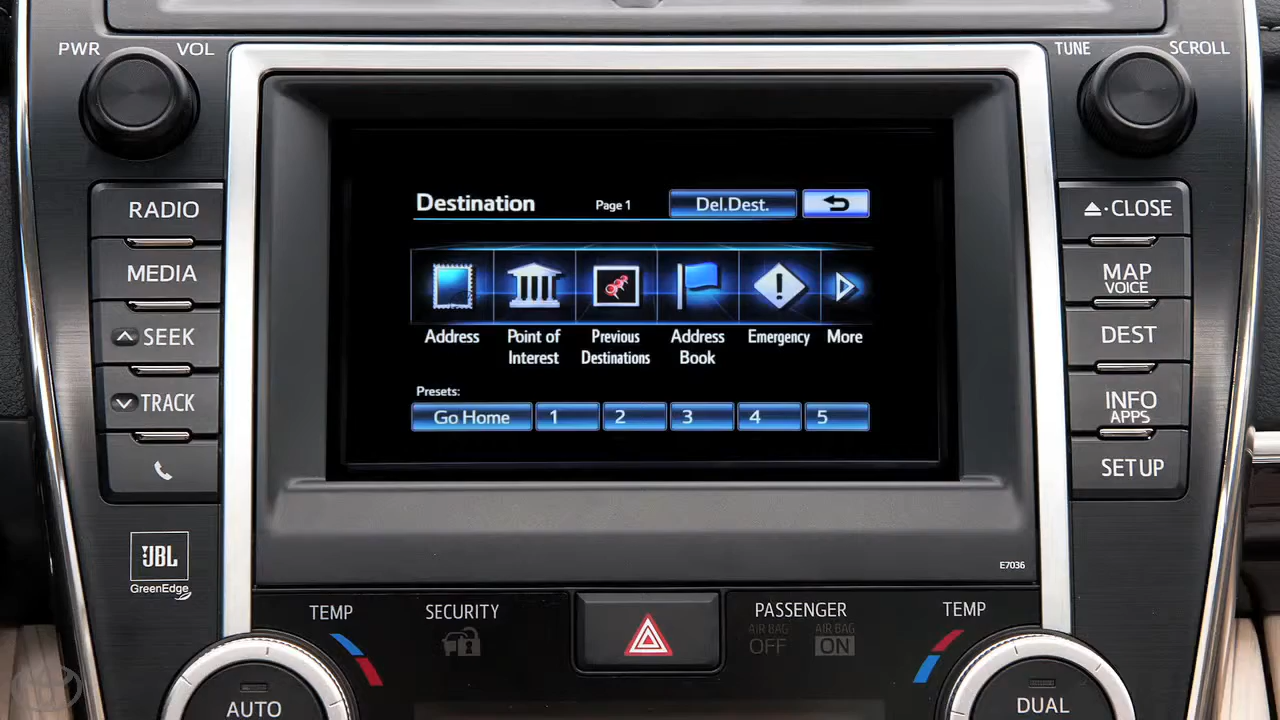 PWR VOL
TUNE SCROLL
RADIO
MEDIA
SEEK
TRACK
Destination Page 1 Del.Dest.
Address
Point of
Interest
Previous
Destinations
Address
Book
Emergency
More
Presets:
Go Home 1 2 3 4 5
CLOSE
MAP
VOICE
DEST
INFO
APPS
SETUP
JBL
GreenEdge
E7036
TEMP
SECURITY
PASSENGER
AIR BAG
OFF
AIR BAG
ON
TEMP
AUTO
DUAL